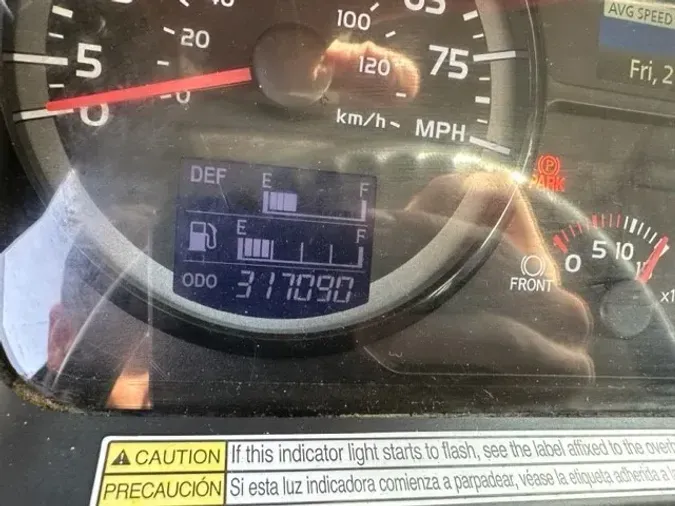 AVG SPEED
Fri, 2
40
20
0
100
120
km/h
5
0
75
MPH
PARK
DEF E F
E F
ODO 317090
0 5 10
FRONT
CAUTION If this indicator light starts to flash, see the label affixed to the
PRECAUCIÓN Si esta luz indicadora comienza a parpadear, véase la etiqueta adherida a